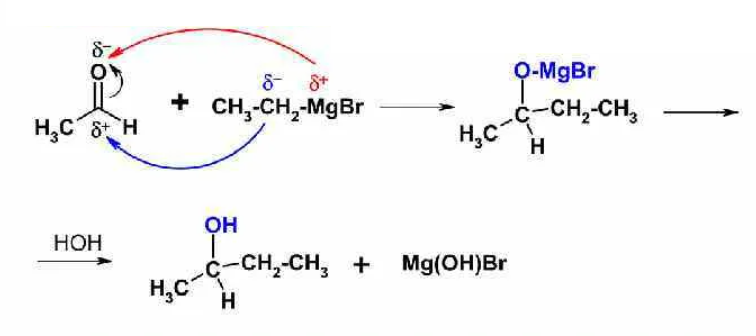 δ⁻
O
H₃C δ⁺ H
+
δ⁻ δ⁺
CH₃-CH₂-MgBr
O-MgBr
C-CH₂-CH₃
H₃C H
HOH
OH
C-CH₂-CH₃
H₃C H
+ Mg(OH)Br